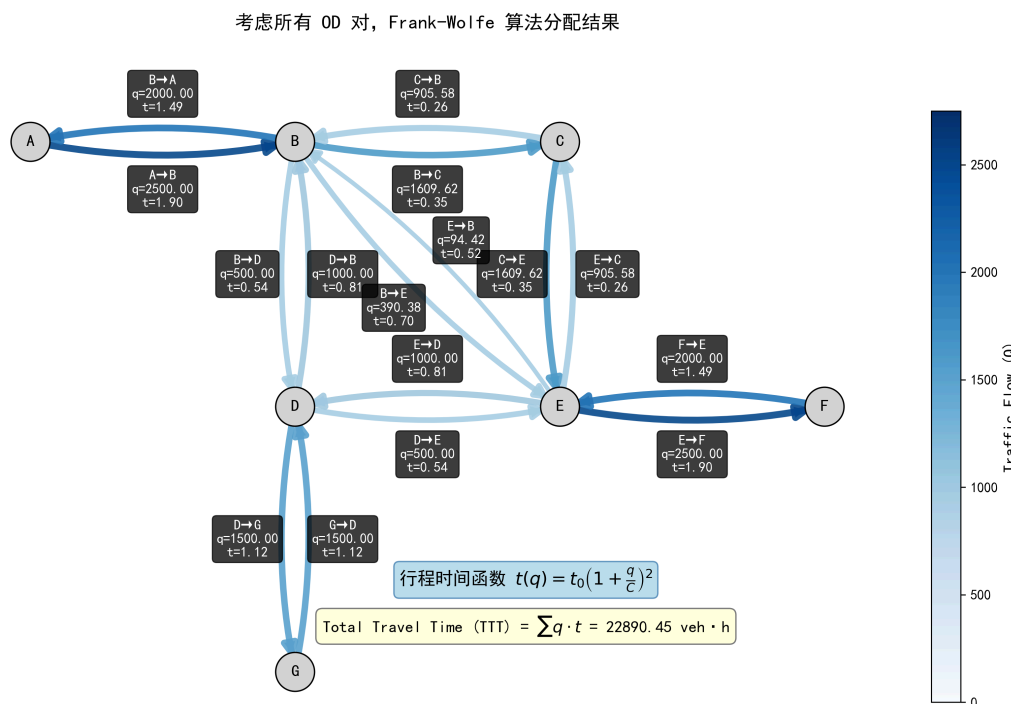 考虑所有 OD 对, Frank-Wolfe 算法分配结果
B→A
q=2000.00
t=1.49
C→B
q=905.58
t=0.26
A
B
C
A→B
q=2500.00
t=1.90
B→C
q=1609.62
t=0.35
E→B
q=94.42
t=0.52
B→D
q=500.00
t=0.54
D→B
q=1000.00
t=0.81
C→E
q=1609.62
t=0.35
E→C
q=905.58
t=0.26
B→E
q=390.38
t=0.70
E→D
q=1000.00
t=0.81
F→E
q=2000.00
t=1.49
D
E
F
D→E
q=500.00
t=0.54
E→F
q=2500.00
t=1.90
D→G
q=1500.00
t=1.12
G→D
q=1500.00
t=1.12
行程时间函数 t(q) = t₀(1 + q/C)²
Total Travel Time (TTT) = ∑q · t = 22890.45 veh·h
G
2500
2000
1500
1000
500
0
Traffic Flow (Q)